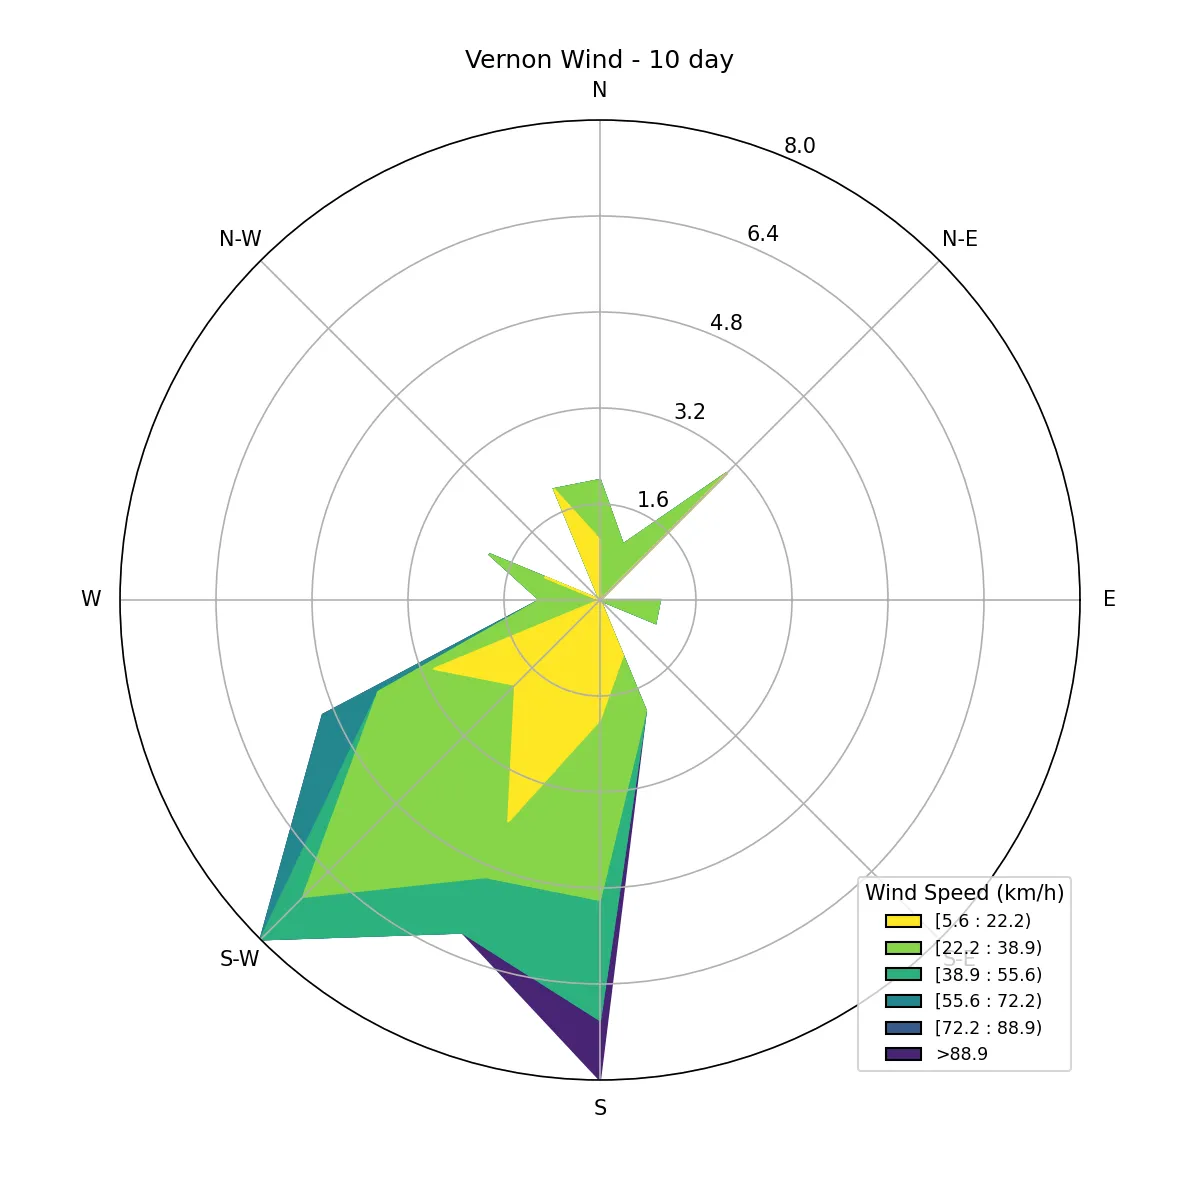 Vernon Wind - 10 day
N
8.0
N-W
N-E
6.4
4.8
3.2
1.6
W
E
S-W
S-E
S
Wind Speed (km/h)
[5.6 : 22.2)
[22.2 : 38.9)
[38.9 : 55.6)
[55.6 : 72.2)
[72.2 : 88.9)
>88.9